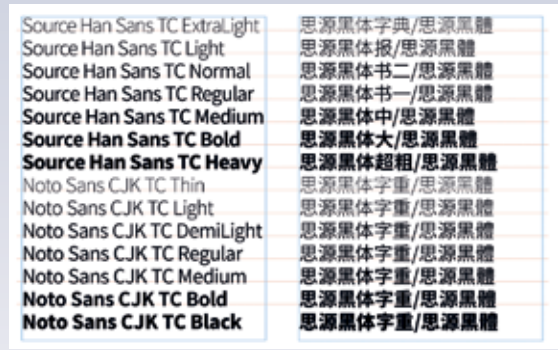 Source Han Sans TC ExtraLight
Source Han Sans TC Light
Source Han Sans TC Normal
Source Han Sans TC Regular
Source Han Sans TC Medium
Source Han Sans TC Bold
Source Han Sans TC Heavy
Noto Sans CJK TC Thin
Noto Sans CJK TC Light
Noto Sans CJK TC DemiLight
Noto Sans CJK TC Regular
Noto Sans CJK TC Medium
Noto Sans CJK TC Bold
Noto Sans CJK TC Black
思源黑体字典/思源黑體
思源黑体报/思源黑體
思源黑体书二/思源黑體
思源黑体书一/思源黑體
思源黑体中/思源黑體
思源黑体大/思源黑體
思源黑体超粗/思源黑體
思源黑体字重/思源黑體
思源黑体字重/思源黑體
思源黑体字重/思源黑體
思源黑体字重/思源黑體
思源黑体字重/思源黑體
思源黑体字重/思源黑體
思源黑体字重/思源黑體